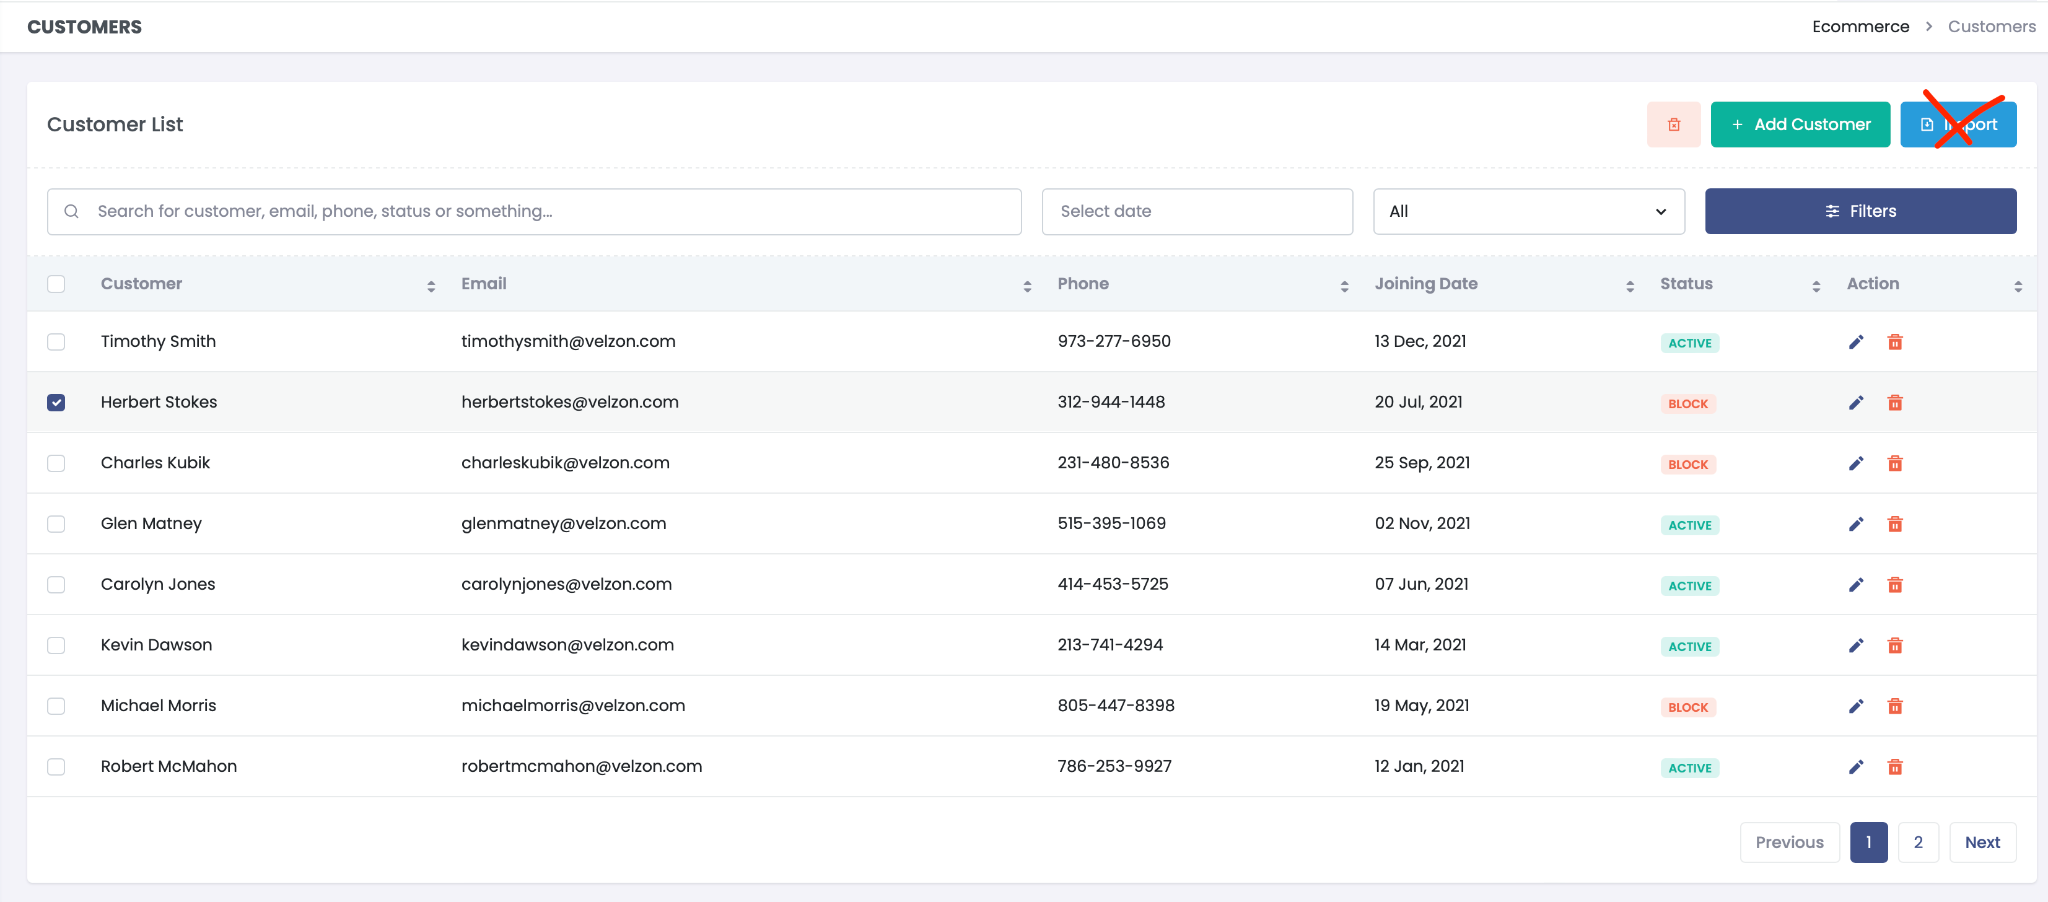 CUSTOMERS
Ecommerce > Customers
Customer List
+ Add Customer
Search for customer, email, phone, status or something...
Select date
All
Filters
Customer Email Phone Joining Date Status Action
Timothy Smith timothysmith@velzon.com 973-277-6950 13 Dec, 2021 ACTIVE
Herbert Stokes herbertstokes@velzon.com 312-944-1448 20 Jul, 2021 BLOCK
Charles Kubik charleskubik@velzon.com 231-480-8536 25 Sep, 2021 BLOCK
Glen Matney glenmatney@velzon.com 515-395-1069 02 Nov, 2021 ACTIVE
Carolyn Jones carolynjones@velzon.com 414-453-5725 07 Jun, 2021 ACTIVE
Kevin Dawson kevindawson@velzon.com 213-741-4294 14 Mar, 2021 ACTIVE
Michael Morris michaelmorris@velzon.com 805-447-8398 19 May, 2021 BLOCK
Robert McMahon robertmcmahon@velzon.com 786-253-9927 12 Jan, 2021 ACTIVE
Previous 1 2 Next